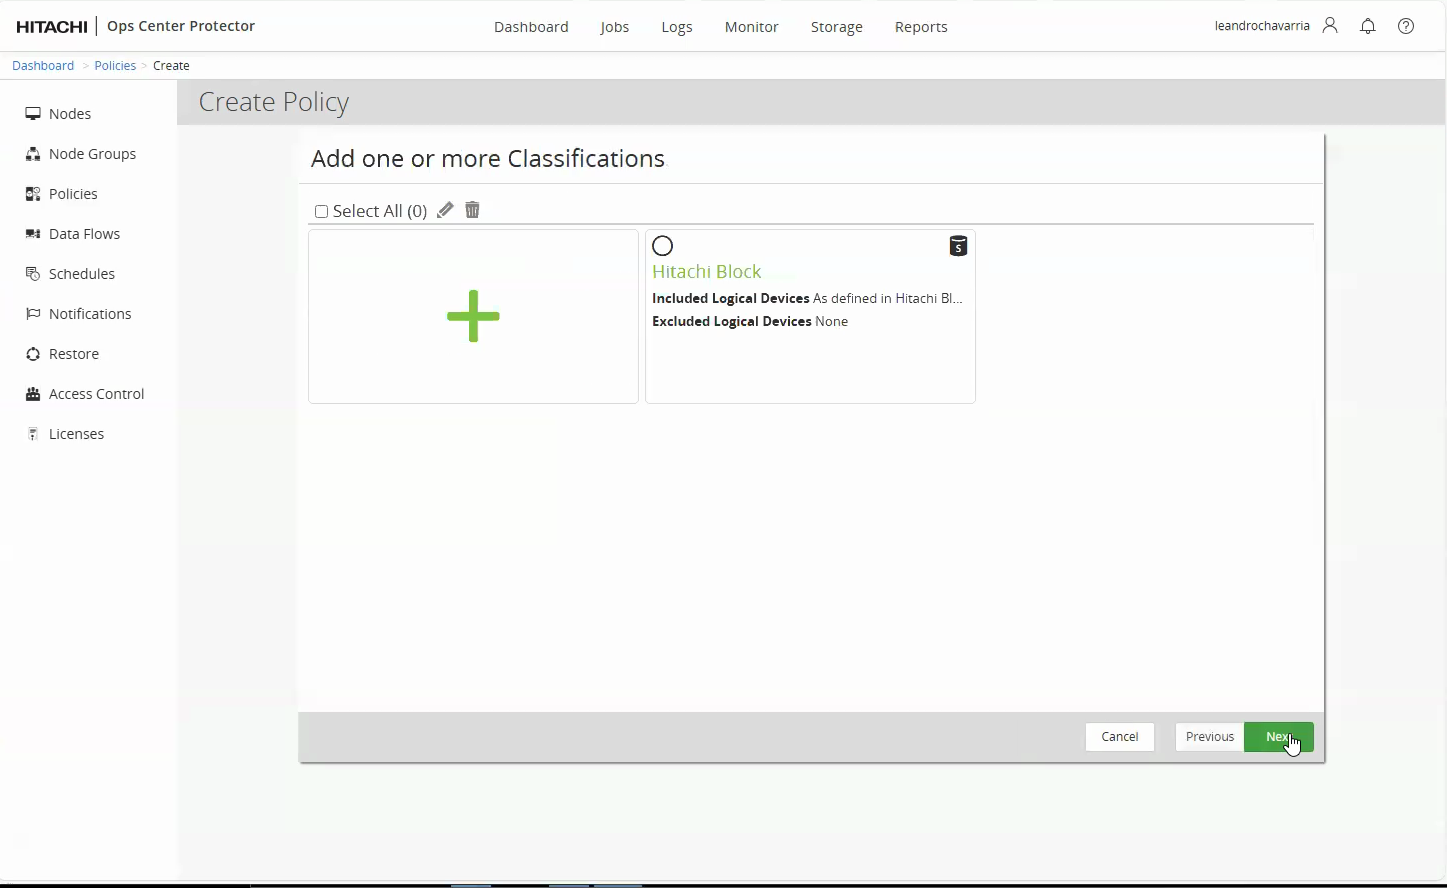 HITACHI Ops Center Protector
Dashboard Jobs Logs Monitor Storage Reports
leandrochavarria
Dashboard > Policies > Create
Nodes
Node Groups
Policies
Data Flows
Schedules
Notifications
Restore
Access Control
Licenses
Create Policy
Add one or more Classifications
Select All (0)
S
Hitachi Block
Included Logical Devices As defined in Hitachi Bl...
Excluded Logical Devices None
Cancel Previous Nex